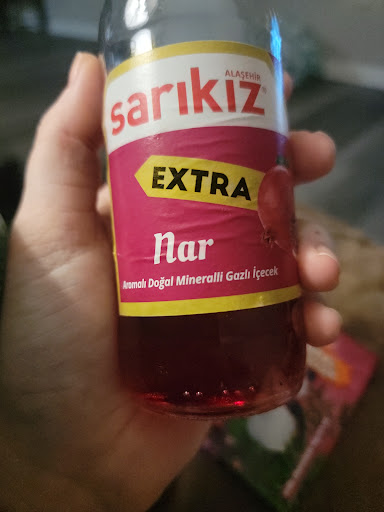 ALAŞEHİR
sarıkız®
EXTRA
Nar
Aromalı Doğal Mineralli Gazlı İçecek